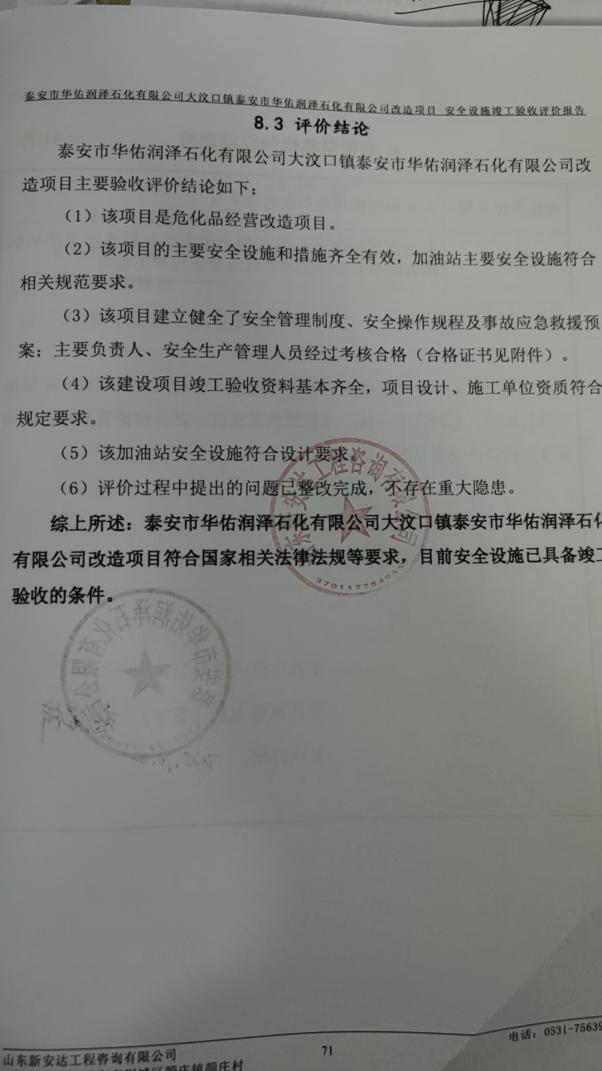 泰安市华佑润泽石化有限公司大汶口镇泰安市华佑润泽石化有限公司改造项目 安全设施竣工验收评价报告
8.3 评价结论
泰安市华佑润泽石化有限公司大汶口镇泰安市华佑润泽石化有限公司改
造项目主要验收评价结论如下：
（1）该项目是危化品经营改造项目。
（2）该项目的主要安全设施和措施齐全有效，加油站主要安全设施符合
相关规范要求。
（3）该项目建立健全了安全管理制度、安全操作规程及事故应急救援预
案；主要负责人、安全生产管理人员经过考核合格（合格证书见附件）。
（4）该建设项目竣工验收资料基本齐全，项目设计、施工单位资质符合
规定要求。
（5）该加油站安全设施符合设计要求。
（6）评价过程中提出的问题已整改完成，不存在重大隐患。
综上所述：泰安市华佑润泽石化有限公司大汶口镇泰安市华佑润泽石化
有限公司改造项目符合国家相关法律法规等要求，目前安全设施已具备竣工
验收的条件。
电话：0531-75639
山东新安达工程咨询有限公司
71